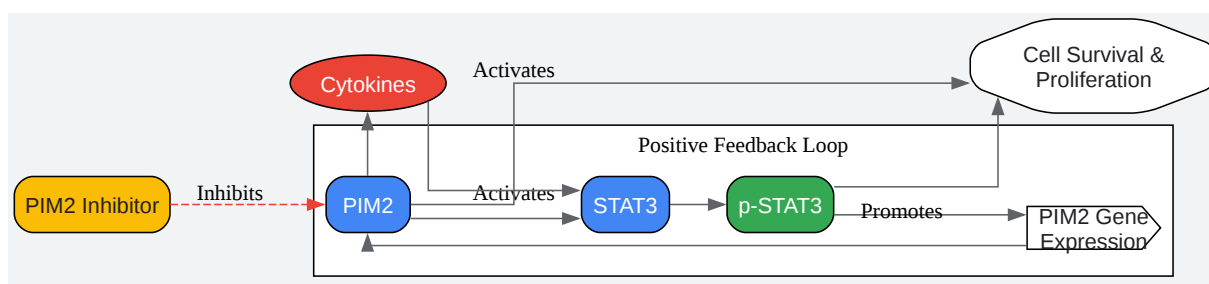 Cell Survival &
Proliferation
Activates
Cytokines
Positive Feedback Loop
PIM2 Inhibitor
Inhibits
PIM2
Activates
STAT3
p-STAT3
Promotes
PIM2 Gene
Expression